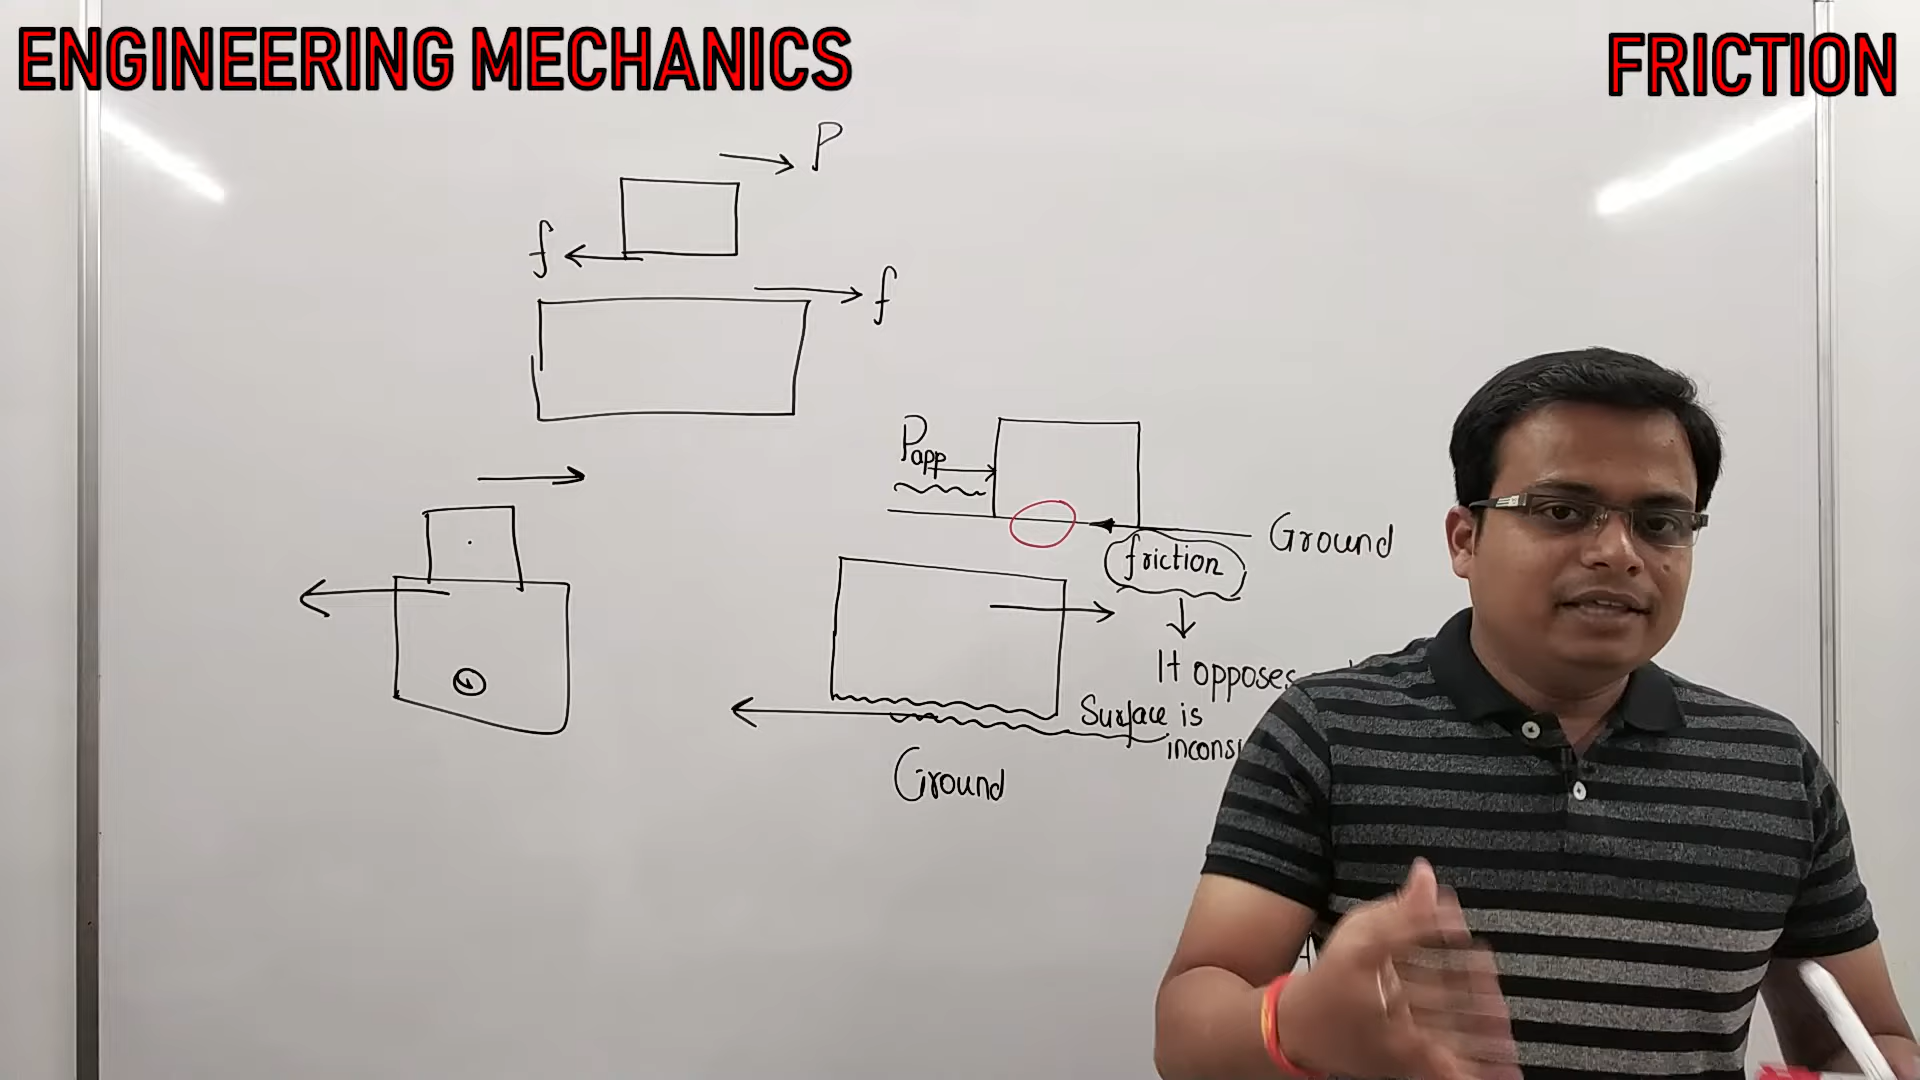 ENGINEERING MECHANICS
FRICTION
P
f
f
Papp
Ground
friction
It opposes
Surface is
Ground